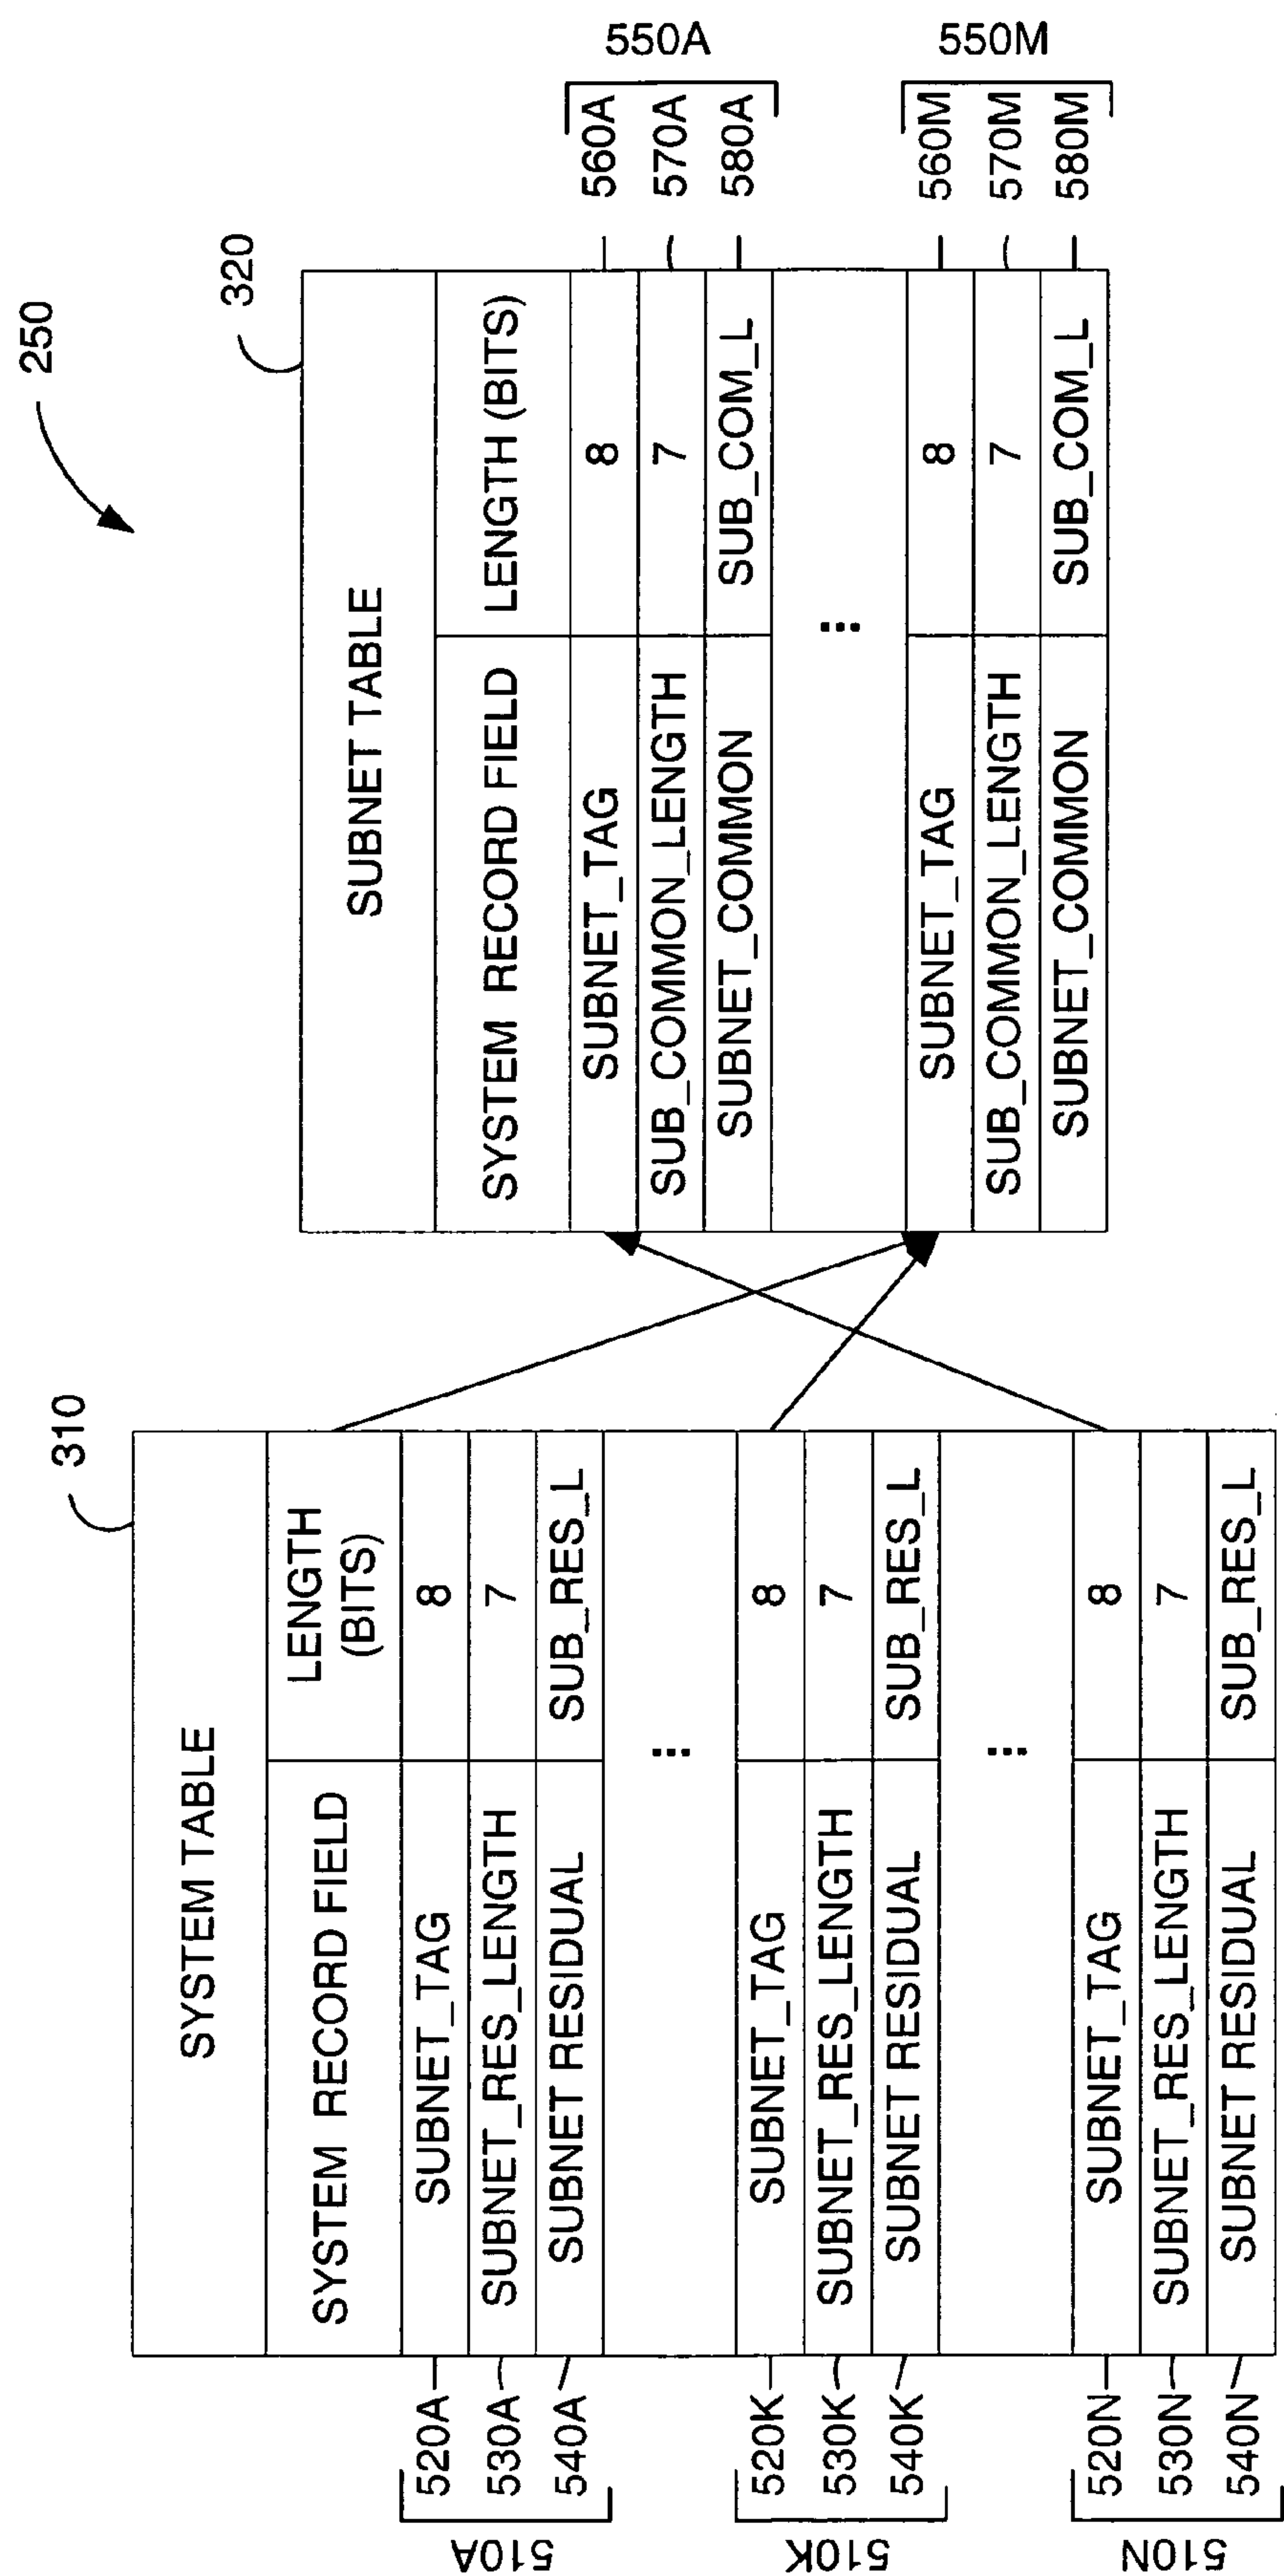 250
310
SYSTEM TABLE
SYSTEM RECORD FIELD LENGTH (BITS)
510A
520A SUBNET_TAG 8
530A SUBNET_RES_LENGTH 7
540A SUBNET RESIDUAL SUB_RES_L
...
510K
520K SUBNET_TAG 8
530K SUBNET_RES_LENGTH 7
540K SUBNET RESIDUAL SUB_RES_L
...
510N
520N SUBNET_TAG 8
530N SUBNET_RES_LENGTH 7
540N SUBNET RESIDUAL SUB_RES_L
320
SUBNET TABLE
SYSTEM RECORD FIELD LENGTH (BITS)
SUBNET_TAG 8 560A
SUB_COMMON_LENGTH 7 570A
SUBNET_COMMON SUB_COM_L 580A
550A
...
SUBNET_TAG 8 560M
SUB_COMMON_LENGTH 7 570M
SUBNET_COMMON SUB_COM_L 580M
550M